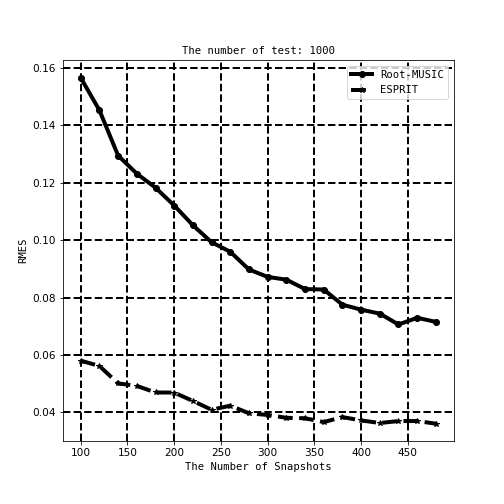 The number of test: 1000
Root-MUSIC
ESPRIT
RMES
0.16
0.14
0.12
0.10
0.08
0.06
0.04
100 150 200 250 300 350 400 450
The Number of Snapshots